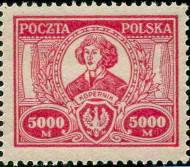 POCZTA POLSKA
KOPERNIK
5000 5000
M M